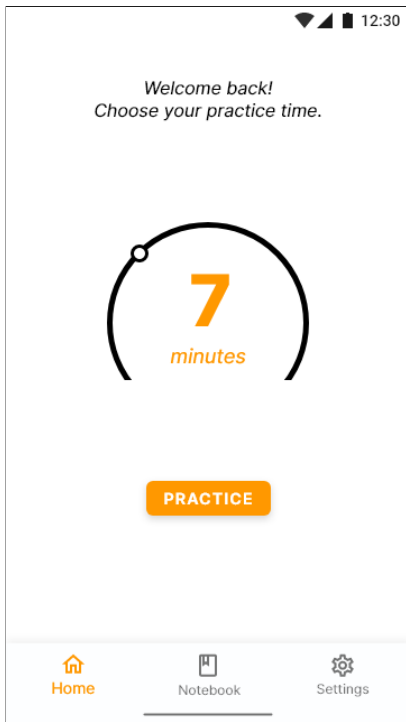 12:30
Welcome back!
Choose your practice time.
7
minutes
PRACTICE
Home
Notebook
Settings